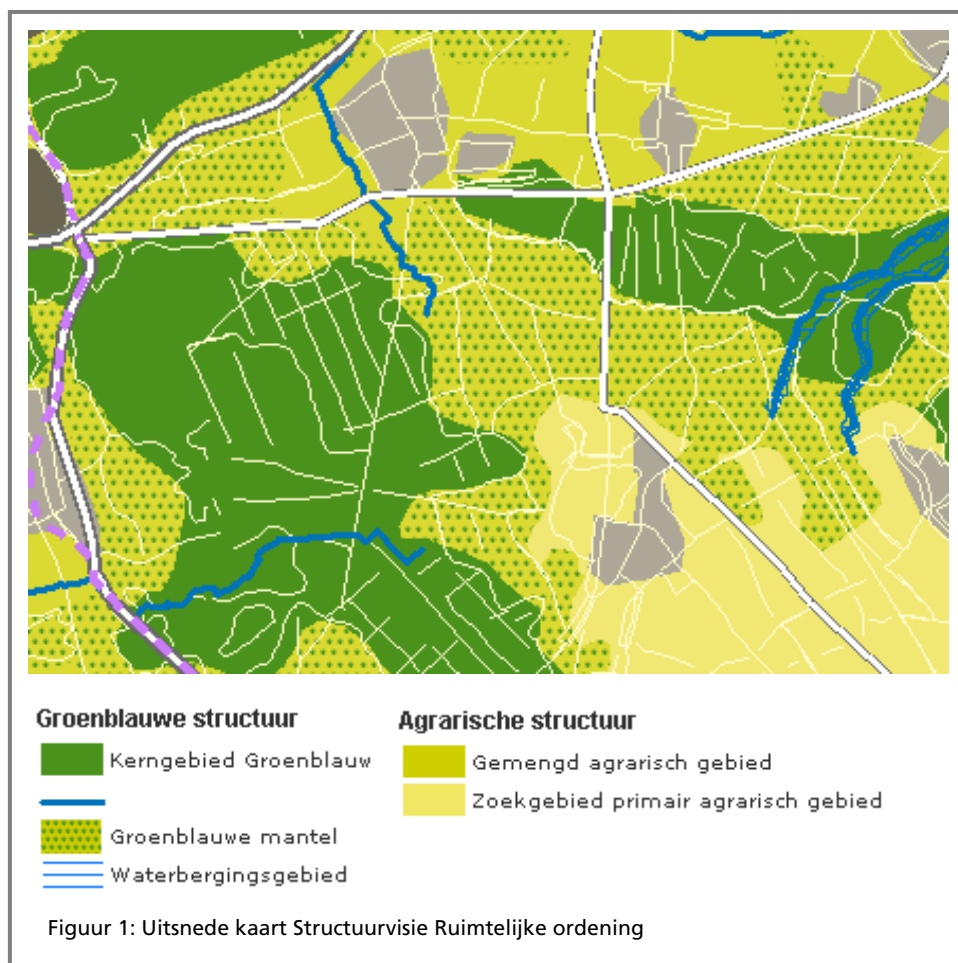 Groenblauwe structuur
Kerngebied Groenblauw
Groenblauwe mantel
Waterbergingsgebied
Agrarische structuur
Gemengd agrarisch gebied
Zoekgebied primair agrarisch gebied
Figuur 1: Uitsnede kaart Structuurvisie Ruimtelijke ordening